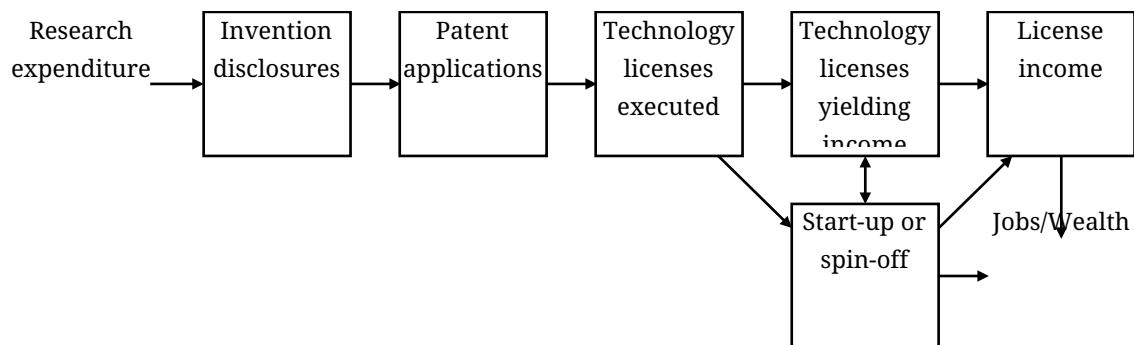 Research
expenditure
Invention
disclosures
Patent
applications
Technology
licenses
executed
Technology
licenses
yielding
income
License
income
Start-up or
spin-off
Jobs/Wealth